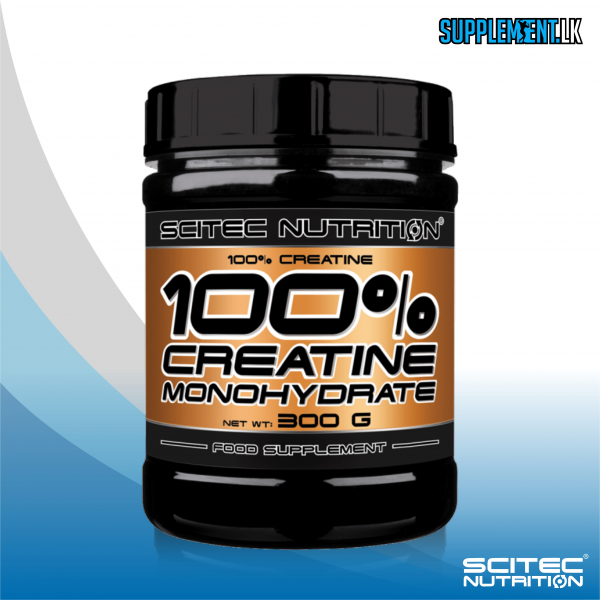 SUPPLEMENT.LK
SCITEC NUTRITION®
100% CREATINE
100%
CREATINE
MONOHYDRATE
NET WT: 300 G
FOOD SUPPLEMENT
SCITEC®
NUTRITION